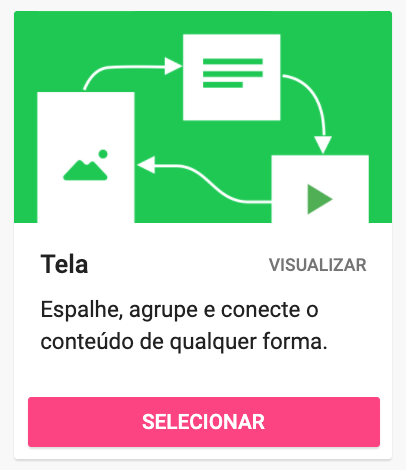 Tela
VISUALIZAR
Espalhe, agrupe e conecte o
conteúdo de qualquer forma.
SELECIONAR